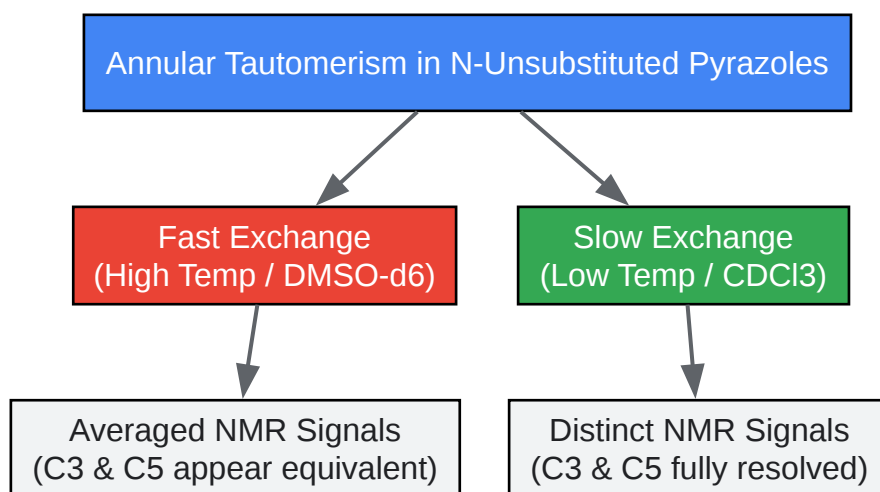 Annular Tautomerism in N-Unsubstituted Pyrazoles
Fast Exchange
(High Temp / DMSO-d6)
Slow Exchange
(Low Temp / CDCl3)
Averaged NMR Signals
(C3 & C5 appear equivalent)
Distinct NMR Signals
(C3 & C5 fully resolved)